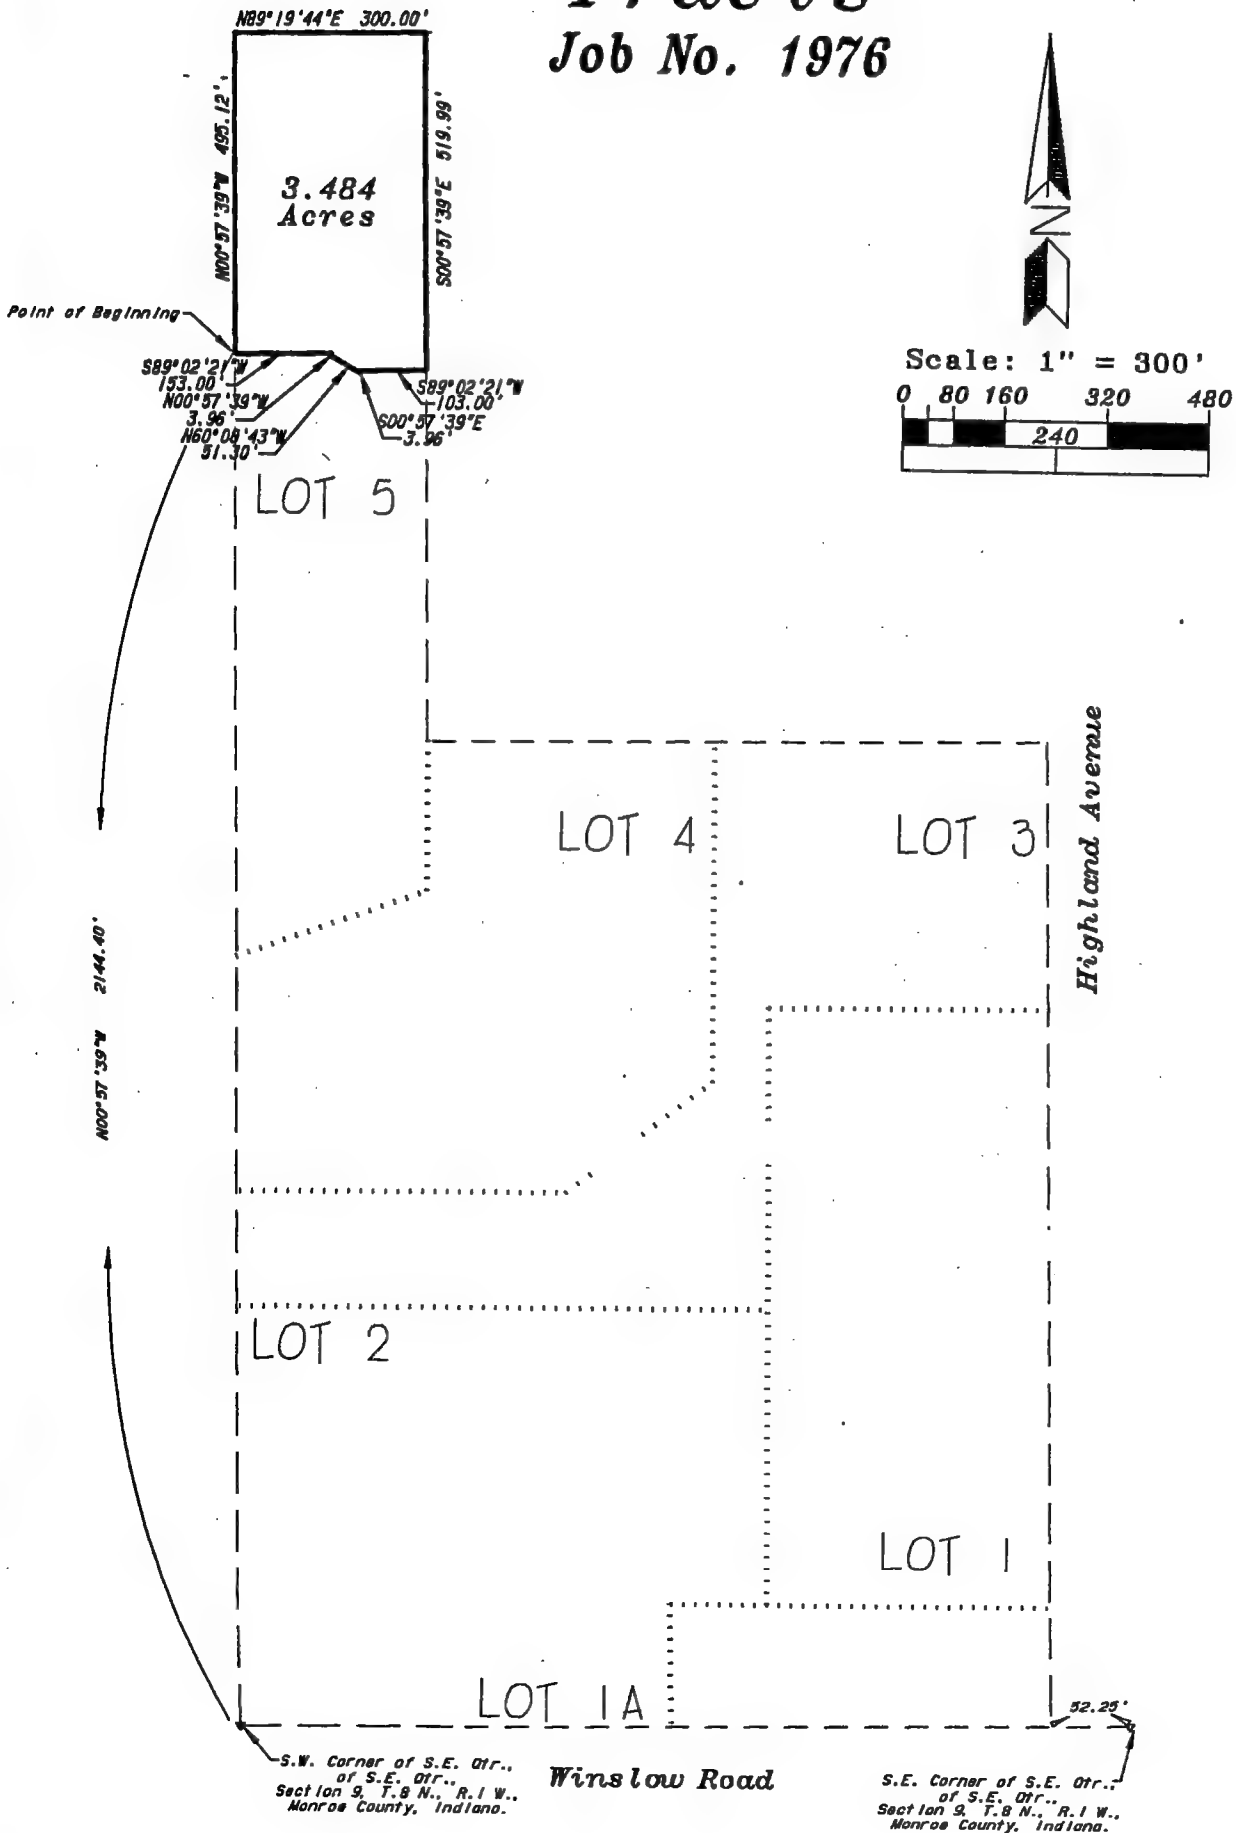 Job No. 1976
N89°19'44"E 300.00'
N00°57'39"W 495.12'
S00°57'39"E 519.99'
3.484
Acres
Point of Beginning
S89°02'21"W
153.00'
N00°57'39"W
3.96'
N60°08'43"W
51.30'
S89°02'21"W
103.00'
S00°57'39"E
3.96'
N
Scale: 1" = 300'
0 80 160 320 480
240
LOT 5
LOT 4
LOT 3
Highland Avenue
N00°57'39"W 2144.40'
LOT 2
LOT 1
LOT 1A
52.25'
S.W. Corner of S.E. Qtr.,
of S.E. Qtr.,
Section 9, T.8 N., R.1 W.,
Monroe County, Indiana.
Winslow Road
S.E. Corner of S.E. Qtr.,
of S.E. Qtr.,
Section 9, T.8 N., R.1 W.,
Monroe County, Indiana.